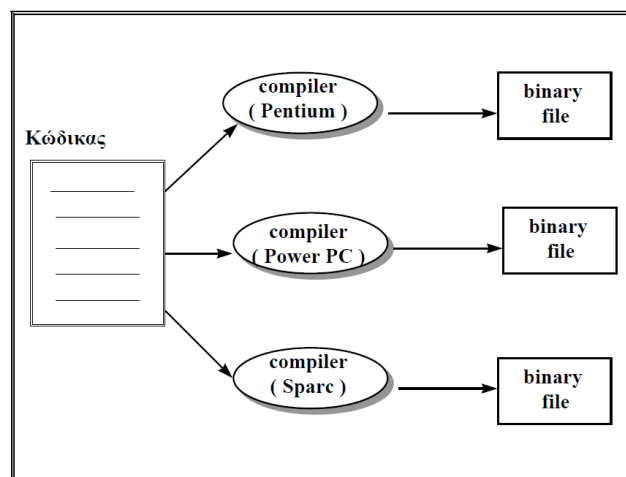 Κώδικας
compiler
( Pentium )
binary
file
compiler
( Power PC )
binary
file
compiler
( Sparc )
binary
file